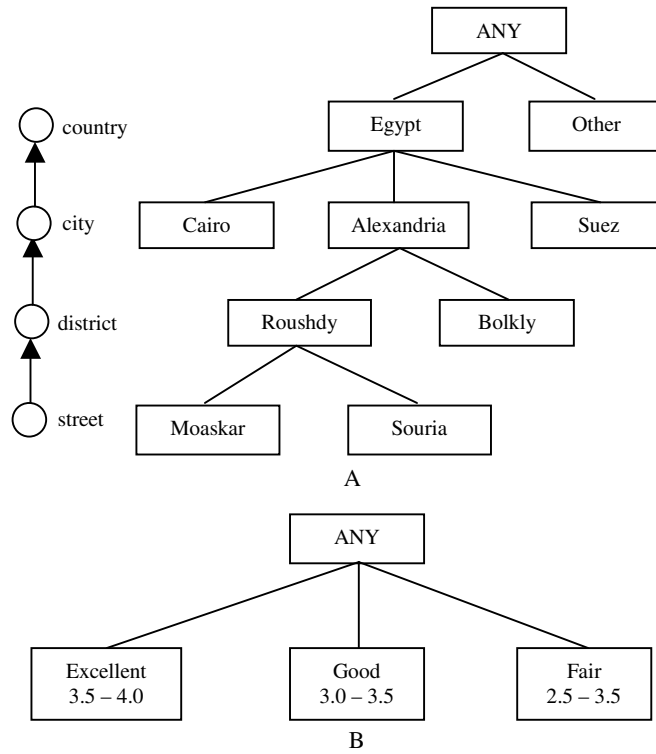 ANY
country
Egypt
Other
city
Cairo
Alexandria
Suez
district
Roushdy
Bolkly
street
Moaskar
Souria
A
ANY
Excellent
3.5 – 4.0
Good
3.0 – 3.5
Fair
2.5 – 3.5
B